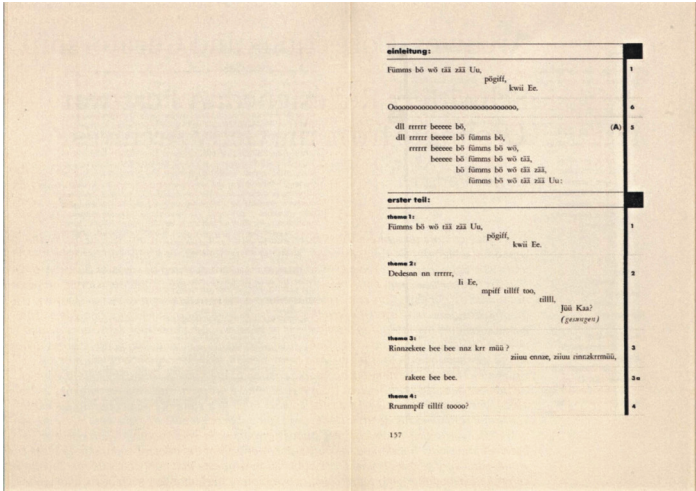 einleitung:
Fümms bö wö tää zää Uu, 1
pögiff,
kwii Ee.
Oooooooooooooooooooooooooooooo, 6
dll rrrrrr beeeee bö, (A) 5
dll rrrrrr beeeee bö fümms bö,
rrrrrr beeeee bö fümms bö wö,
beeeee bö fümms bö wö tää,
bö fümms bö wö tää zää,
fümms bö wö tää zää Uu:
erster teil:
thema 1:
Fümms bö wö tää zää Uu, 1
pögiff,
kwii Ee.
thema 2:
Dedesnn nn rrrrrr, 2
Ii Ee,
mpiff tillff too,
tillll,
Jüü Kaa?
(gesungen)
thema 3:
Rinnzekete bee bee nnz krr müü? 3
ziiuu ennze, ziiuu rinnzkrrmüü,
rakete bee bee. 3a
thema 4:
Rrummpff tillff toooo? 4
157